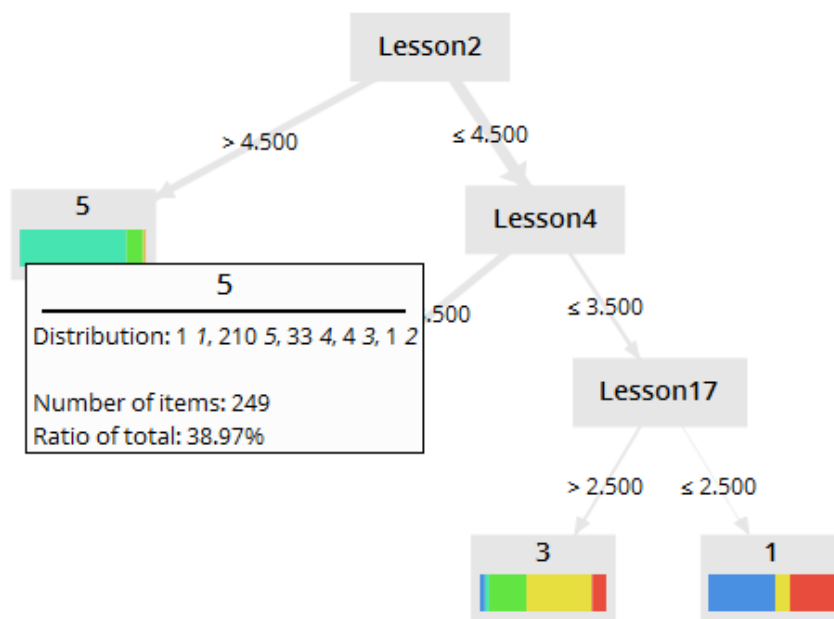 Lesson2
> 4.500
≤ 4.500
5
Lesson4
5
.500
≤ 3.500
Distribution: 1 1, 210 5, 33 4, 4 3, 1 2
Number of items: 249
Ratio of total: 38.97%
Lesson17
> 2.500
≤ 2.500
3
1